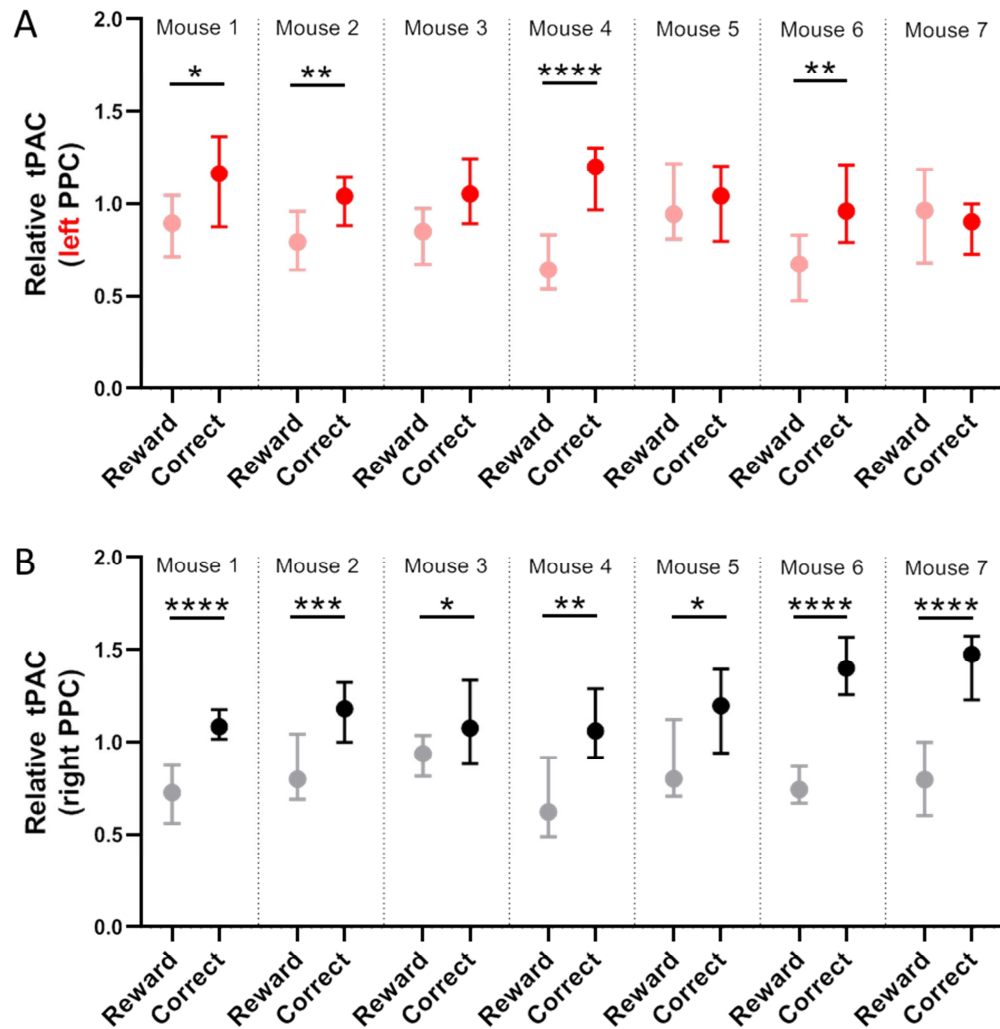 A
Relative tPAC
(left PPC)
2.0
1.5
1.0
0.5
0.0
Mouse 1 Mouse 2 Mouse 3 Mouse 4 Mouse 5 Mouse 6 Mouse 7
* ** **** **
Reward Correct Reward Correct Reward Correct Reward Correct Reward Correct Reward Correct Reward Correct
B
Relative tPAC
(right PPC)
2.0
1.5
1.0
0.5
0.0
Mouse 1 Mouse 2 Mouse 3 Mouse 4 Mouse 5 Mouse 6 Mouse 7
**** *** * ** * **** ****
Reward Correct Reward Correct Reward Correct Reward Correct Reward Correct Reward Correct Reward Correct